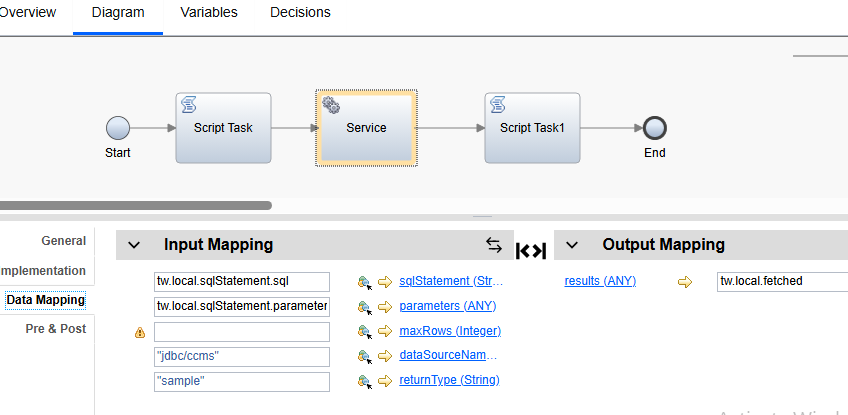 Overview Diagram Variables Decisions
Script Task Service Script Task1
Start End
General
mplementation
Data Mapping
Pre & Post
Input Mapping
tw.local.sqlStatement.sql sqlStatement (Str...
tw.local.sqlStatement.parameter parameters (ANY)
maxRows (Integer)
"jdbc/ccms" dataSourceNam...
"sample" returnType (String)
Output Mapping
results (ANY) tw.local.fetched